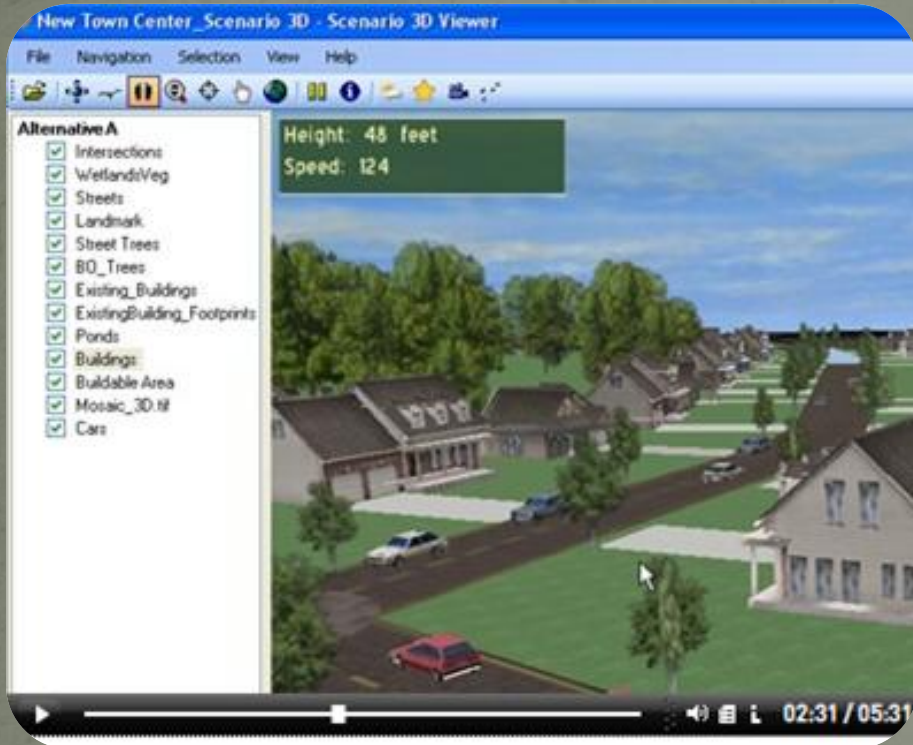 New Town Center_Scenario 3D - Scenario 3D Viewer
File Navigation Selection View Help
Alternative A
Intersections
WetlandsVeg
Streets
Landmark
Street Trees
BO_Trees
Existing_Buildings
ExistingBuilding_Footprints
Ponds
Buildings
Buildable Area
Mosaic_3D.tif
Cars
Height: 48 feet
Speed: 124
02:31 / 05:31